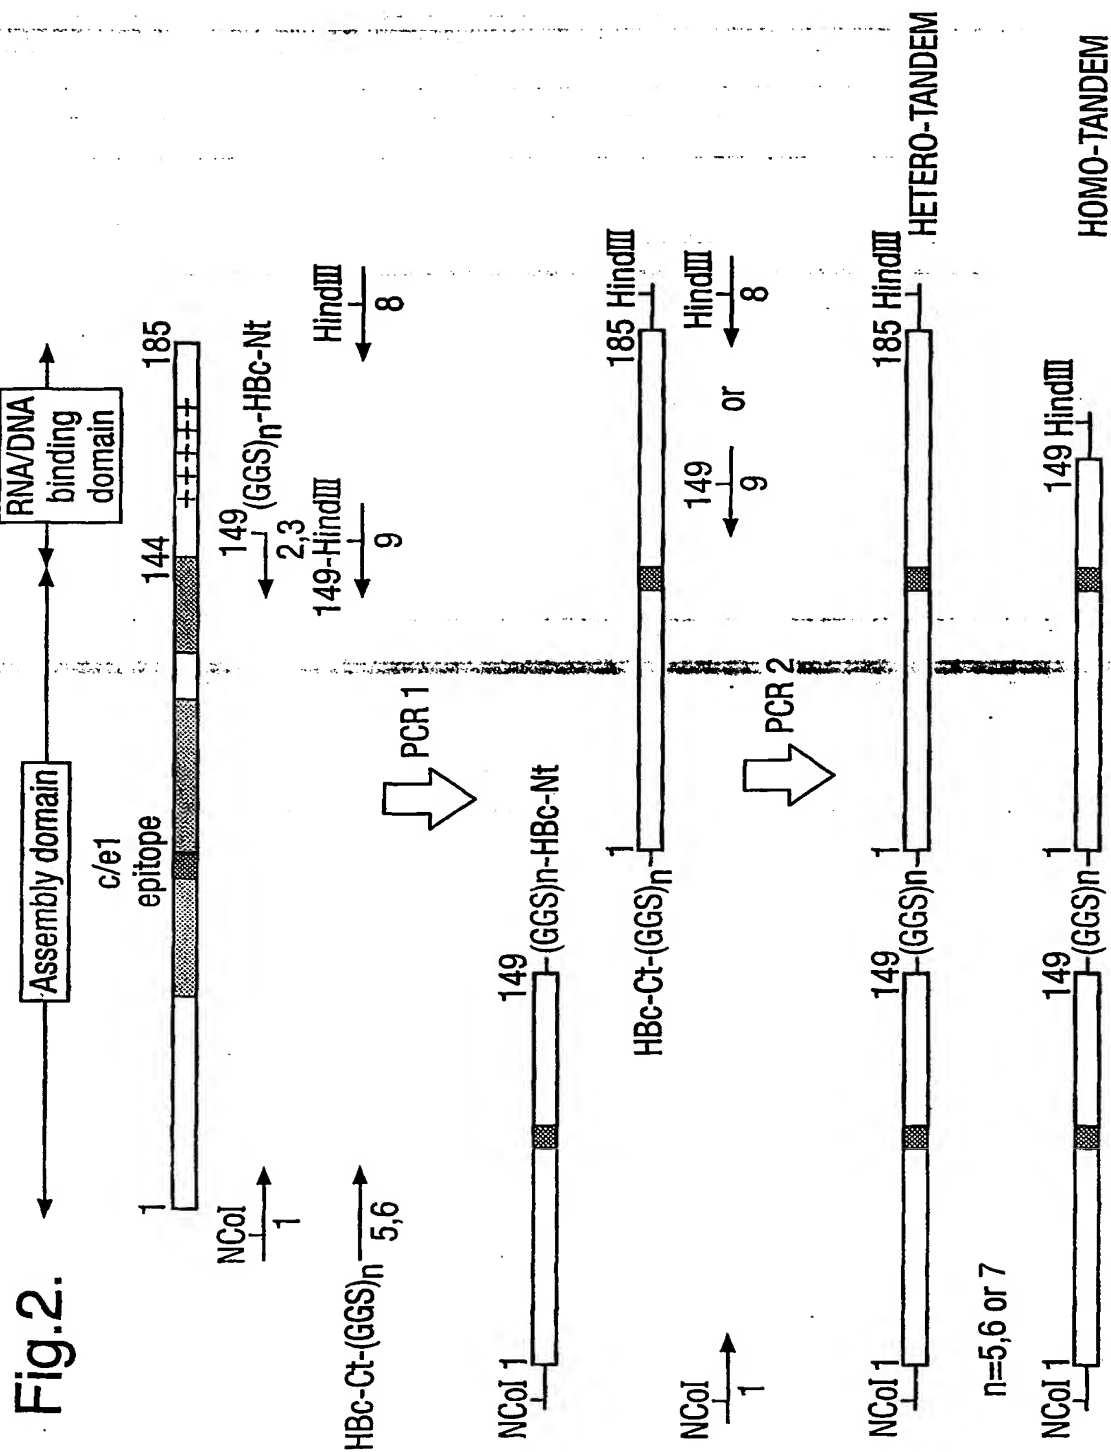 Fig.2.
Assembly domain
RNA/DNA
binding
domain
c/e1
epitope
1
144
185
NCoI
1
149
(GGS)n-HBc-Nt
2,3
HBc-Ct-(GGS)n
5,6
149-HindIII
9
HindIII
8
PCR 1
NCoI 1
149
(GGS)n-HBc-Nt
HBc-Ct-(GGS)n
1
185 HindIII
NCoI
1
149
9
or
HindIII
8
PCR 2
NCoI 1
149
(GGS)n
1
185 HindIII
HETERO-TANDEM
n=5,6 or 7
NCoI 1
149
(GGS)n
1
149 HindIII
HOMO-TANDEM